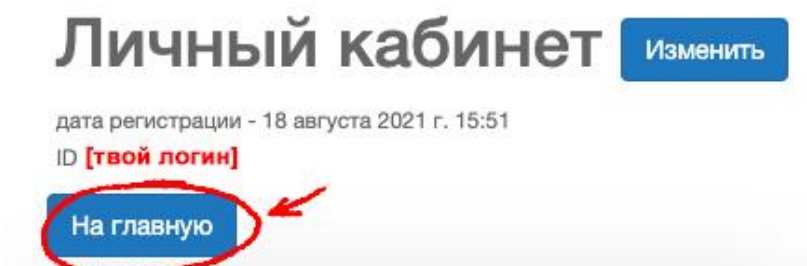 Личный кабинет Изменить
дата регистрации - 18 августа 2021 г. 15:51
ID [твой логин]
На главную